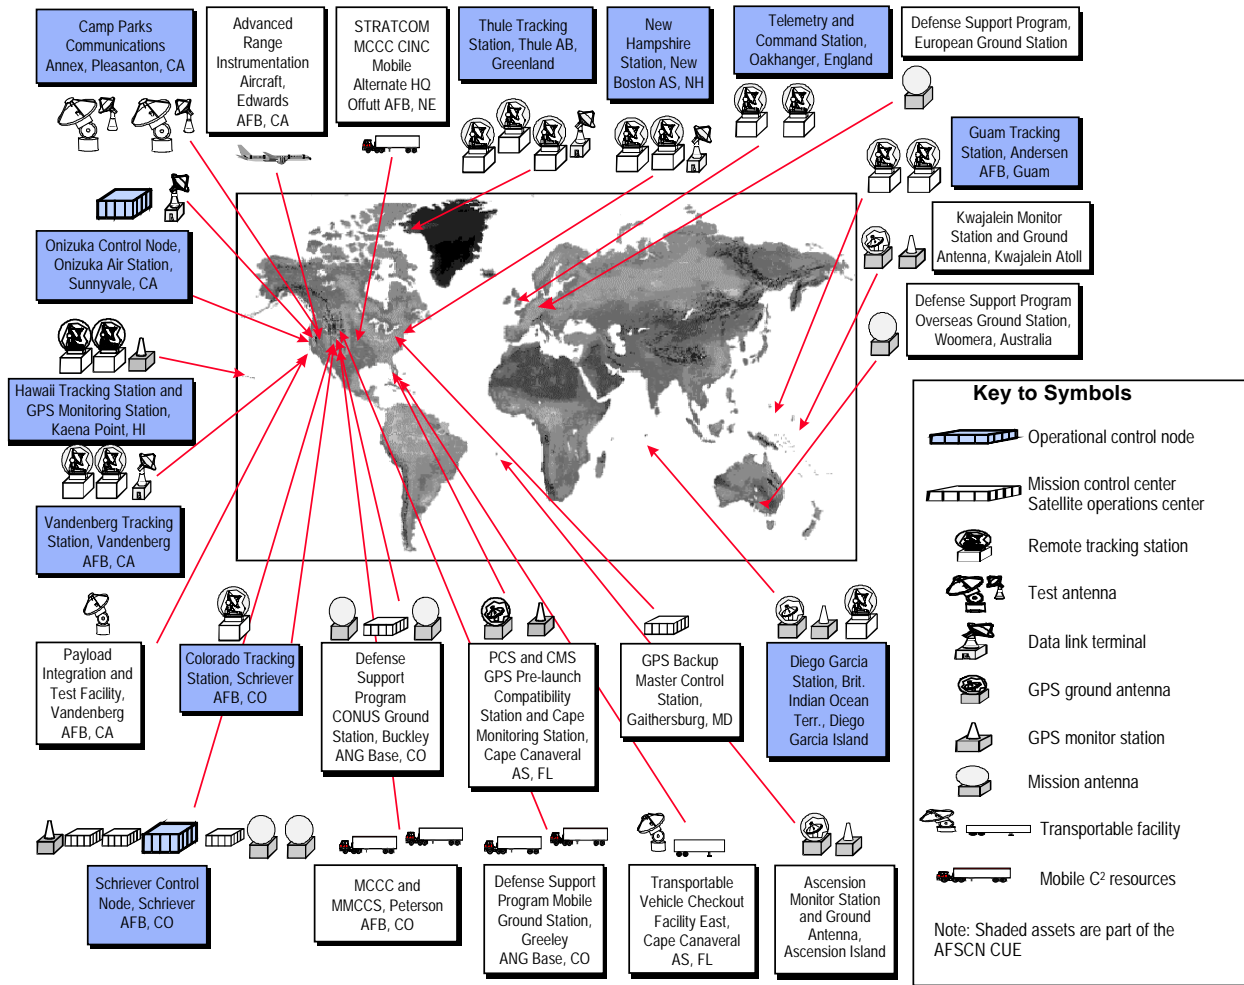 Camp Parks
Communications
Annex, Pleasanton, CA
Advanced
Range
Instrumentation
Aircraft,
Edwards
AFB, CA
STRATCOM
MCCC CINC
Mobile
Alternate HQ
Offutt AFB, NE
Thule Tracking
Station, Thule AB,
Greenland
New
Hampshire
Station, New
Boston AS, NH
Telemetry and
Command Station,
Oakhanger, England
Defense Support Program,
European Ground Station
Guam Tracking
Station, Andersen
AFB, Guam
Kwajalein Monitor
Station and Ground
Antenna, Kwajalein Atoll
Defense Support Program
Overseas Ground Station,
Woomera, Australia
Onizuka Control Node,
Onizuka Air Station,
Sunnyvale, CA
Hawaii Tracking Station and
GPS Monitoring Station,
Kaena Point, HI
Vandenberg Tracking
Station, Vandenberg
AFB, CA
Payload
Integration and
Test Facility,
Vandenberg
AFB, CA
Colorado Tracking
Station, Schriever
AFB, CO
Defense
Support
Program
CONUS Ground
Station, Buckley
ANG Base, CO
PCS and CMS
GPS Pre-launch
Compatibility
Station and Cape
Monitoring Station,
Cape Canaveral
AS, FL
GPS Backup
Master Control
Station,
Gaithersburg, MD
Diego Garcia
Station, Brit.
Indian Ocean
Terr., Diego
Garcia Island
Schriever Control
Node, Schriever
AFB, CO
MCCC and
MMCCS, Peterson
AFB, CO
Defense Support
Program Mobile
Ground Station,
Greeley
ANG Base, CO
Transportable
Vehicle Checkout
Facility East,
Cape Canaveral
AS, FL
Ascension
Monitor Station
and Ground
Antenna,
Ascension Island
Key to Symbols
Operational control node
Mission control center
Satellite operations center
Remote tracking station
Test antenna
Data link terminal
GPS ground antenna
GPS monitor station
Mission antenna
Transportable facility
Mobile C² resources
Note: Shaded assets are part of the
AFSCN CUE